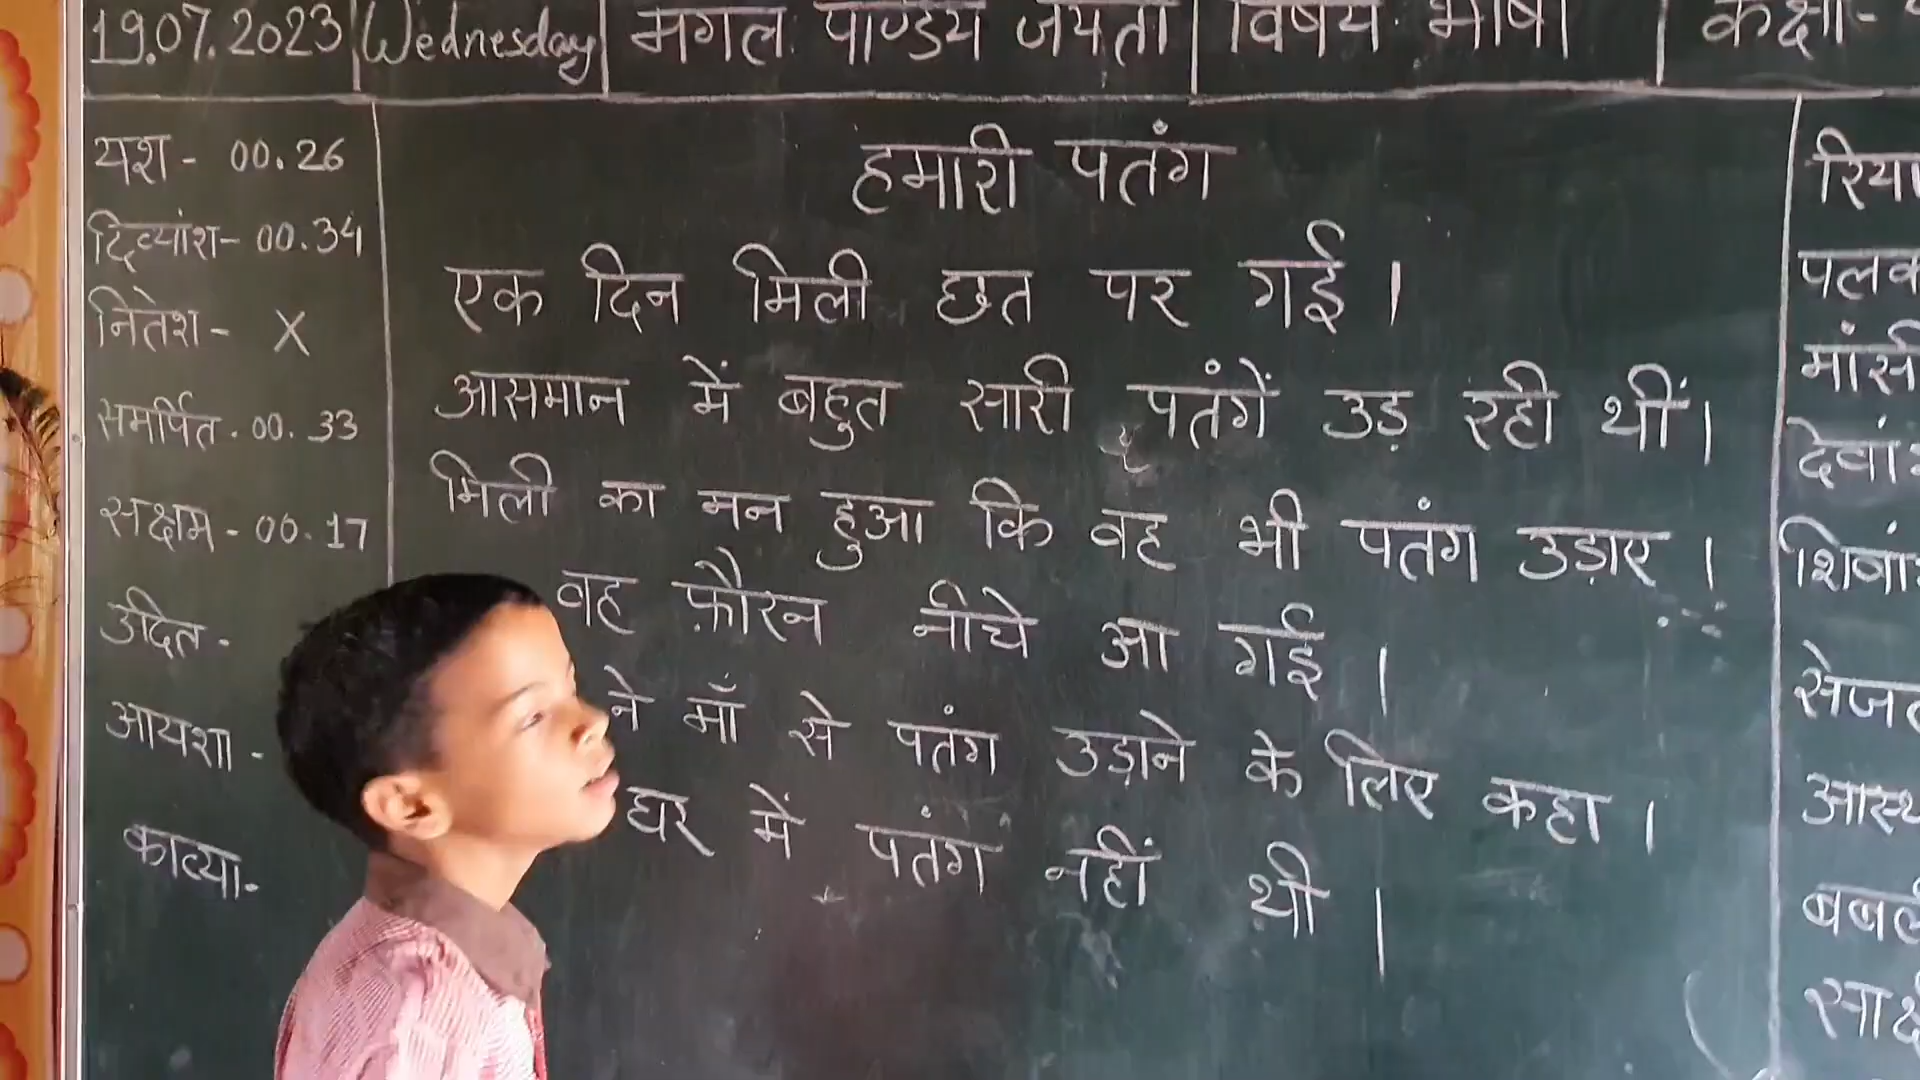 19.07.2023 Wednesday मंगल पाण्डेय जयंती विषय भाषा कक्षा-
यश - 00.26
दिव्यांश - 00.34
नितेश - X
समर्पित . 00.33
सक्षम - 00.17
उदित -
आयशा -
काव्या -
हमारी पतंग
एक दिन मिली छत पर गई ।
आसमान में बहुत सारी पतंगें उड़ रही थीं ।
मिली का मन हुआ कि वह भी पतंग उड़ाए ।
वह फ़ौरन नीचे आ गई ।
ने माँ से पतंग उड़ाने के लिए कहा ।
घर में पतंग नहीं थी ।